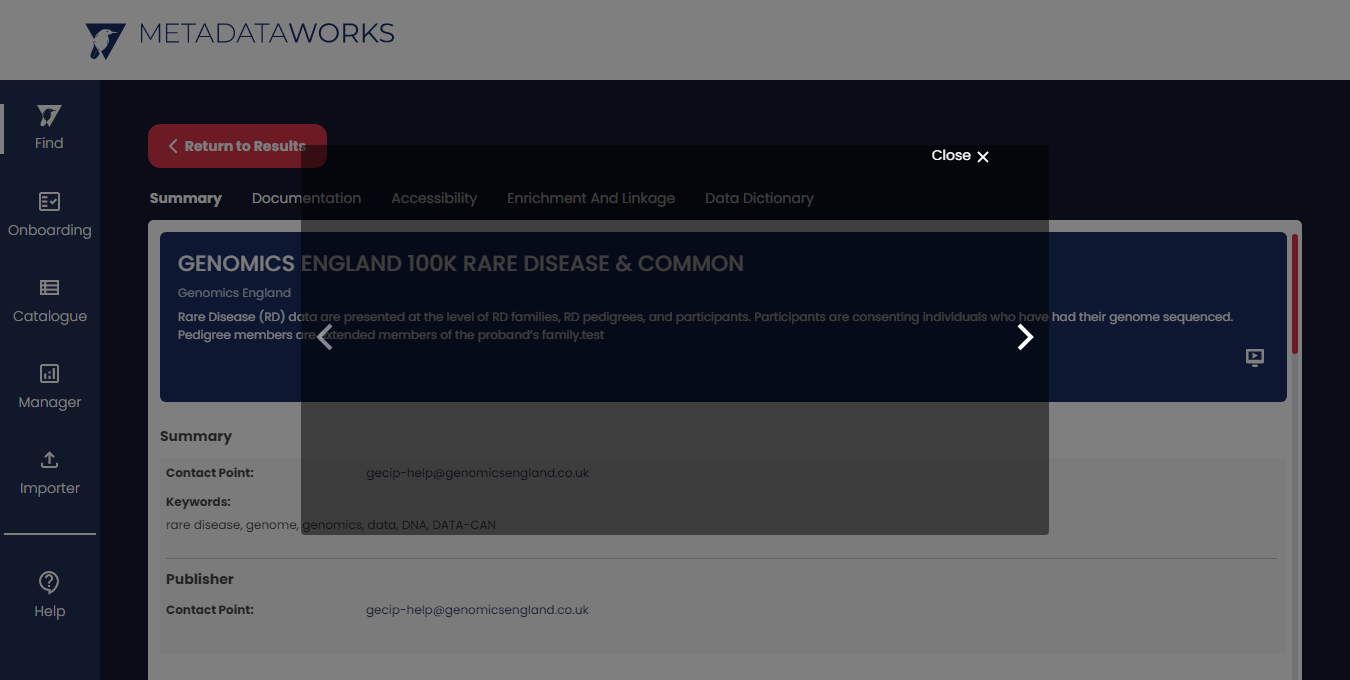 METADATAWORKS
Find
Onboarding
Catalogue
Manager
Importer
Help
Return to Results
Close
Summary Documentation Accessibility Enrichment And Linkage Data Dictionary
GENOMICS ENGLAND 100K RARE DISEASE & COMMON
Genomics England
Rare Disease (RD) data are presented at the level of RD families, RD pedigrees, and participants. Participants are consenting individuals who have had their genome sequenced.
Pedigree members are extended members of the proband's family.test
Summary
Contact Point: gecip-help@genomicsengland.co.uk
Keywords:
rare disease, genome, genomics, data, DNA, DATA-CAN
Publisher
Contact Point: gecip-help@genomicsengland.co.uk